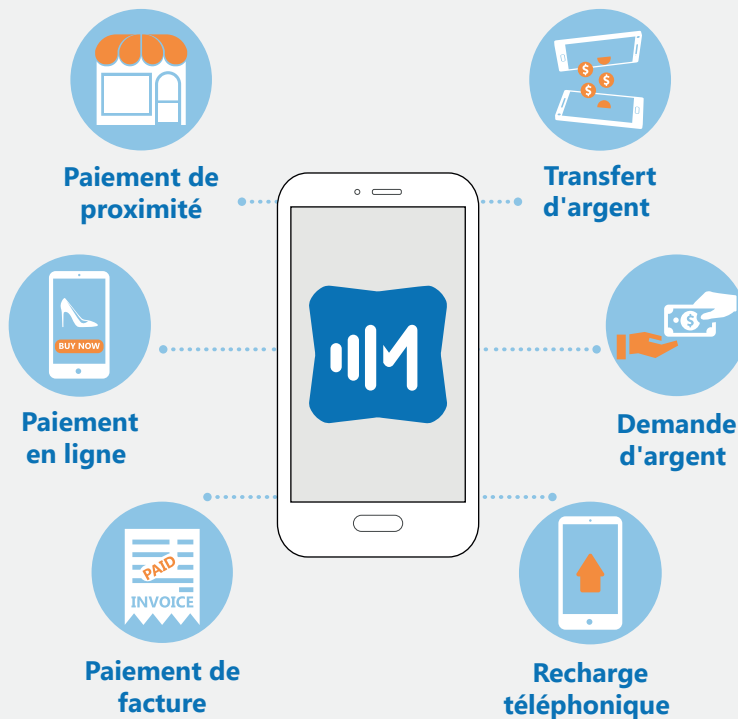 Paiement de
proximité
Transfert
d'argent
BUY NOW
Paiement
en ligne
M
Demande
d'argent
PAID
INVOICE
Paiement de
facture
Recharge
téléphonique